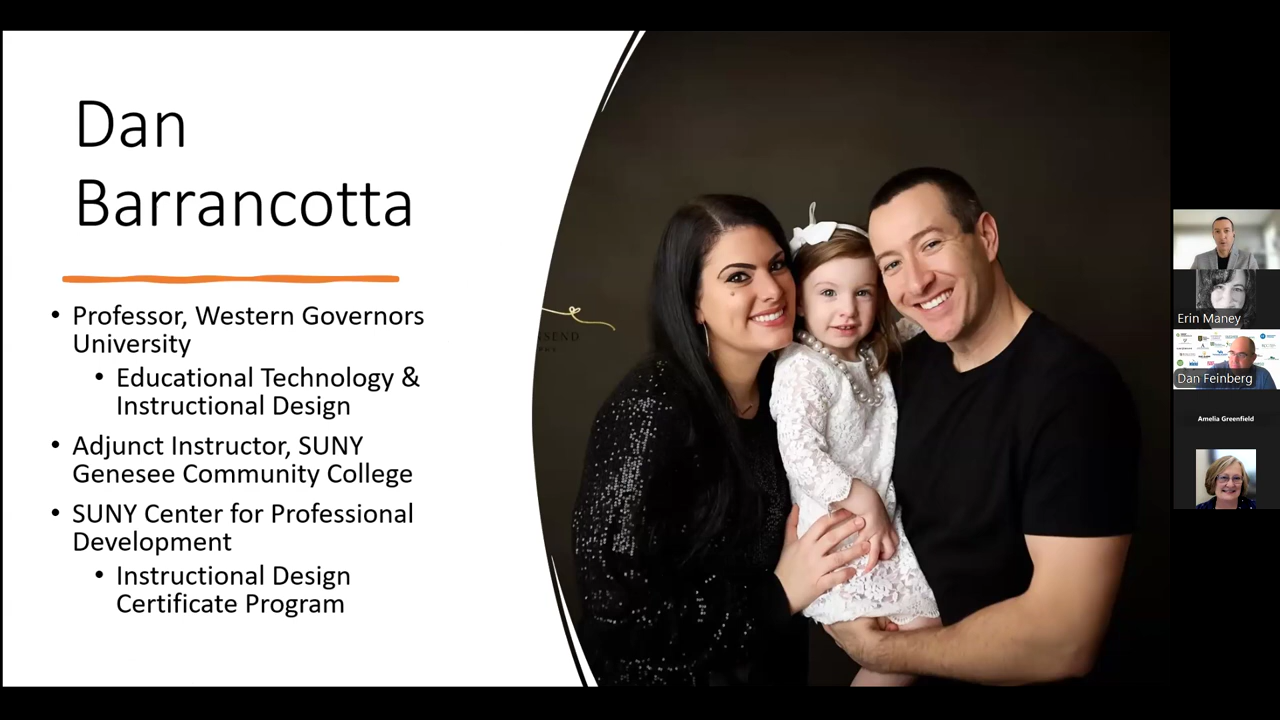 Dan
Barrancotta
• Professor, Western Governors
University
• Educational Technology &
Instructional Design
• Adjunct Instructor, SUNY
Genesee Community College
• SUNY Center for Professional
Development
• Instructional Design
Certificate Program
Erin Maney
Dan Feinberg
Amelia Greenfield